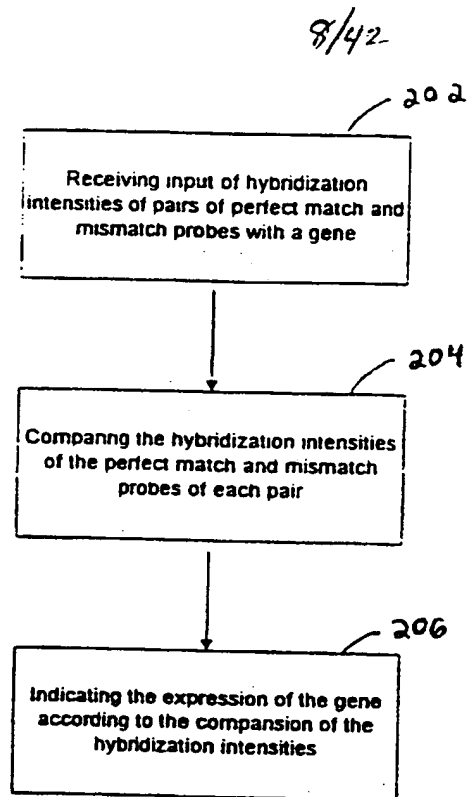 8/42
202
Receiving input of hybridization
intensities of pairs of perfect match and
mismatch probes with a gene
204
Comparing the hybridization intensities
of the perfect match and mismatch
probes of each pair
206
Indicating the expression of the gene
according to the comparison of the
hybridization intensities